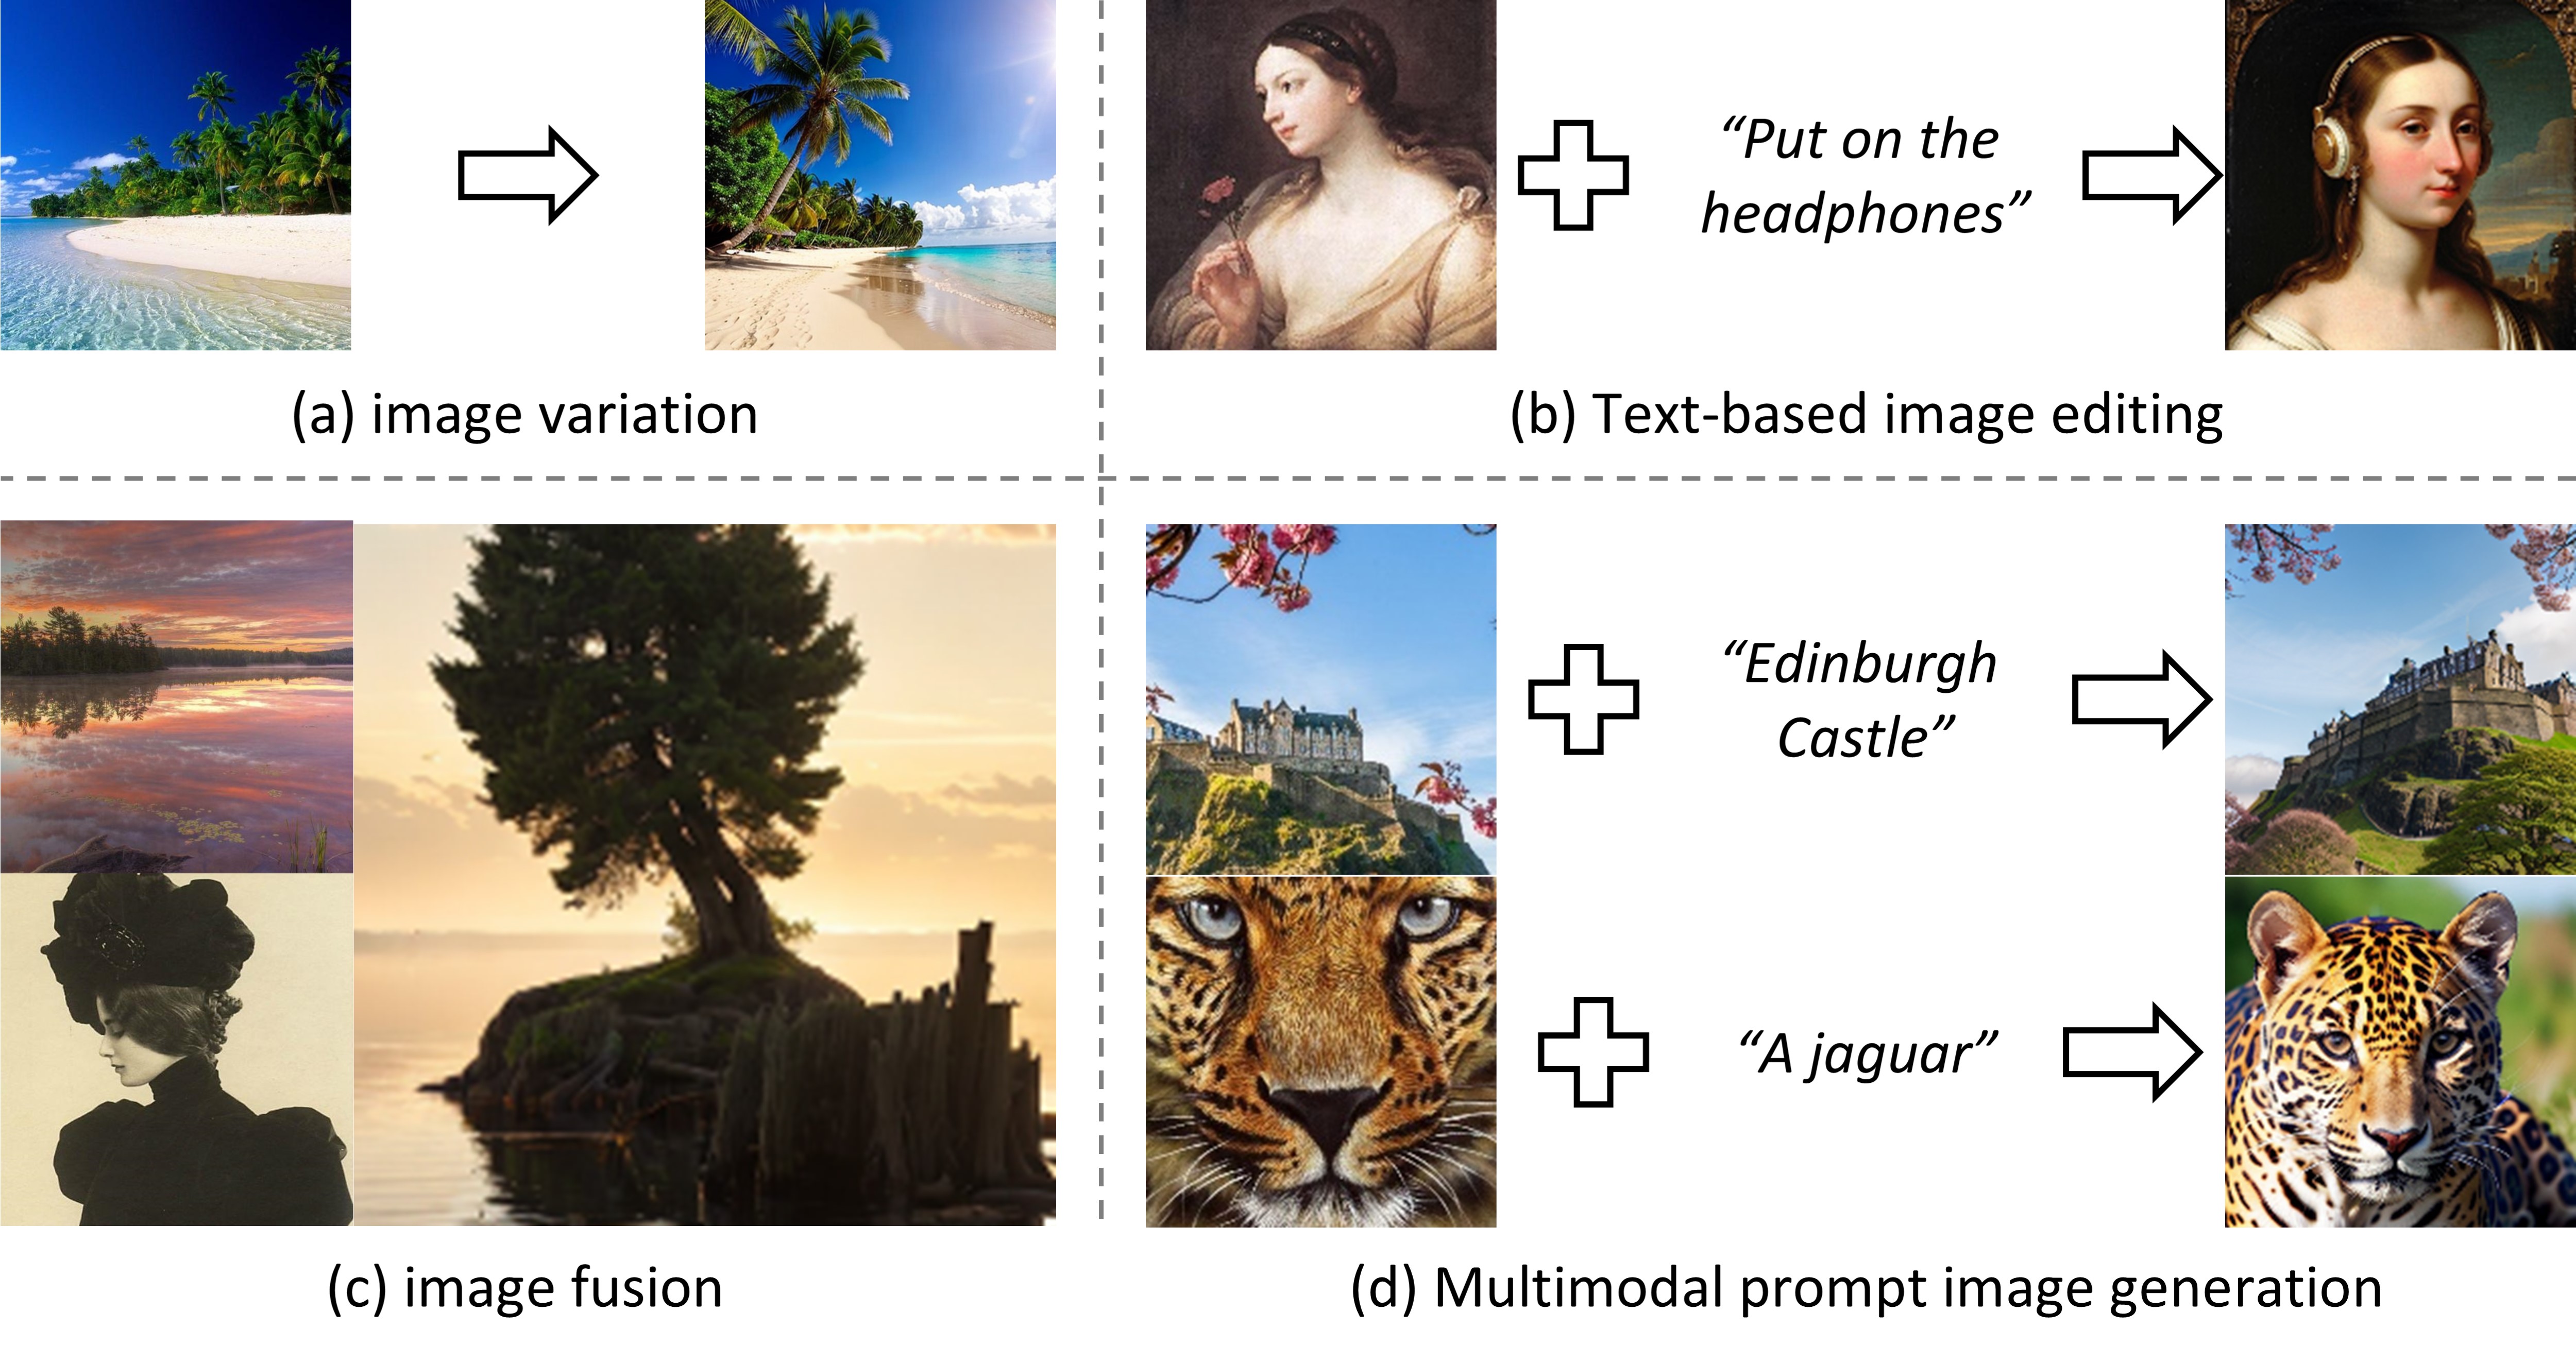 “Put on the
headphones”
(a) image variation
(b) Text-based image editing
“Edinburgh
Castle”
“A jaguar”
(c) image fusion
(d) Multimodal prompt image generation